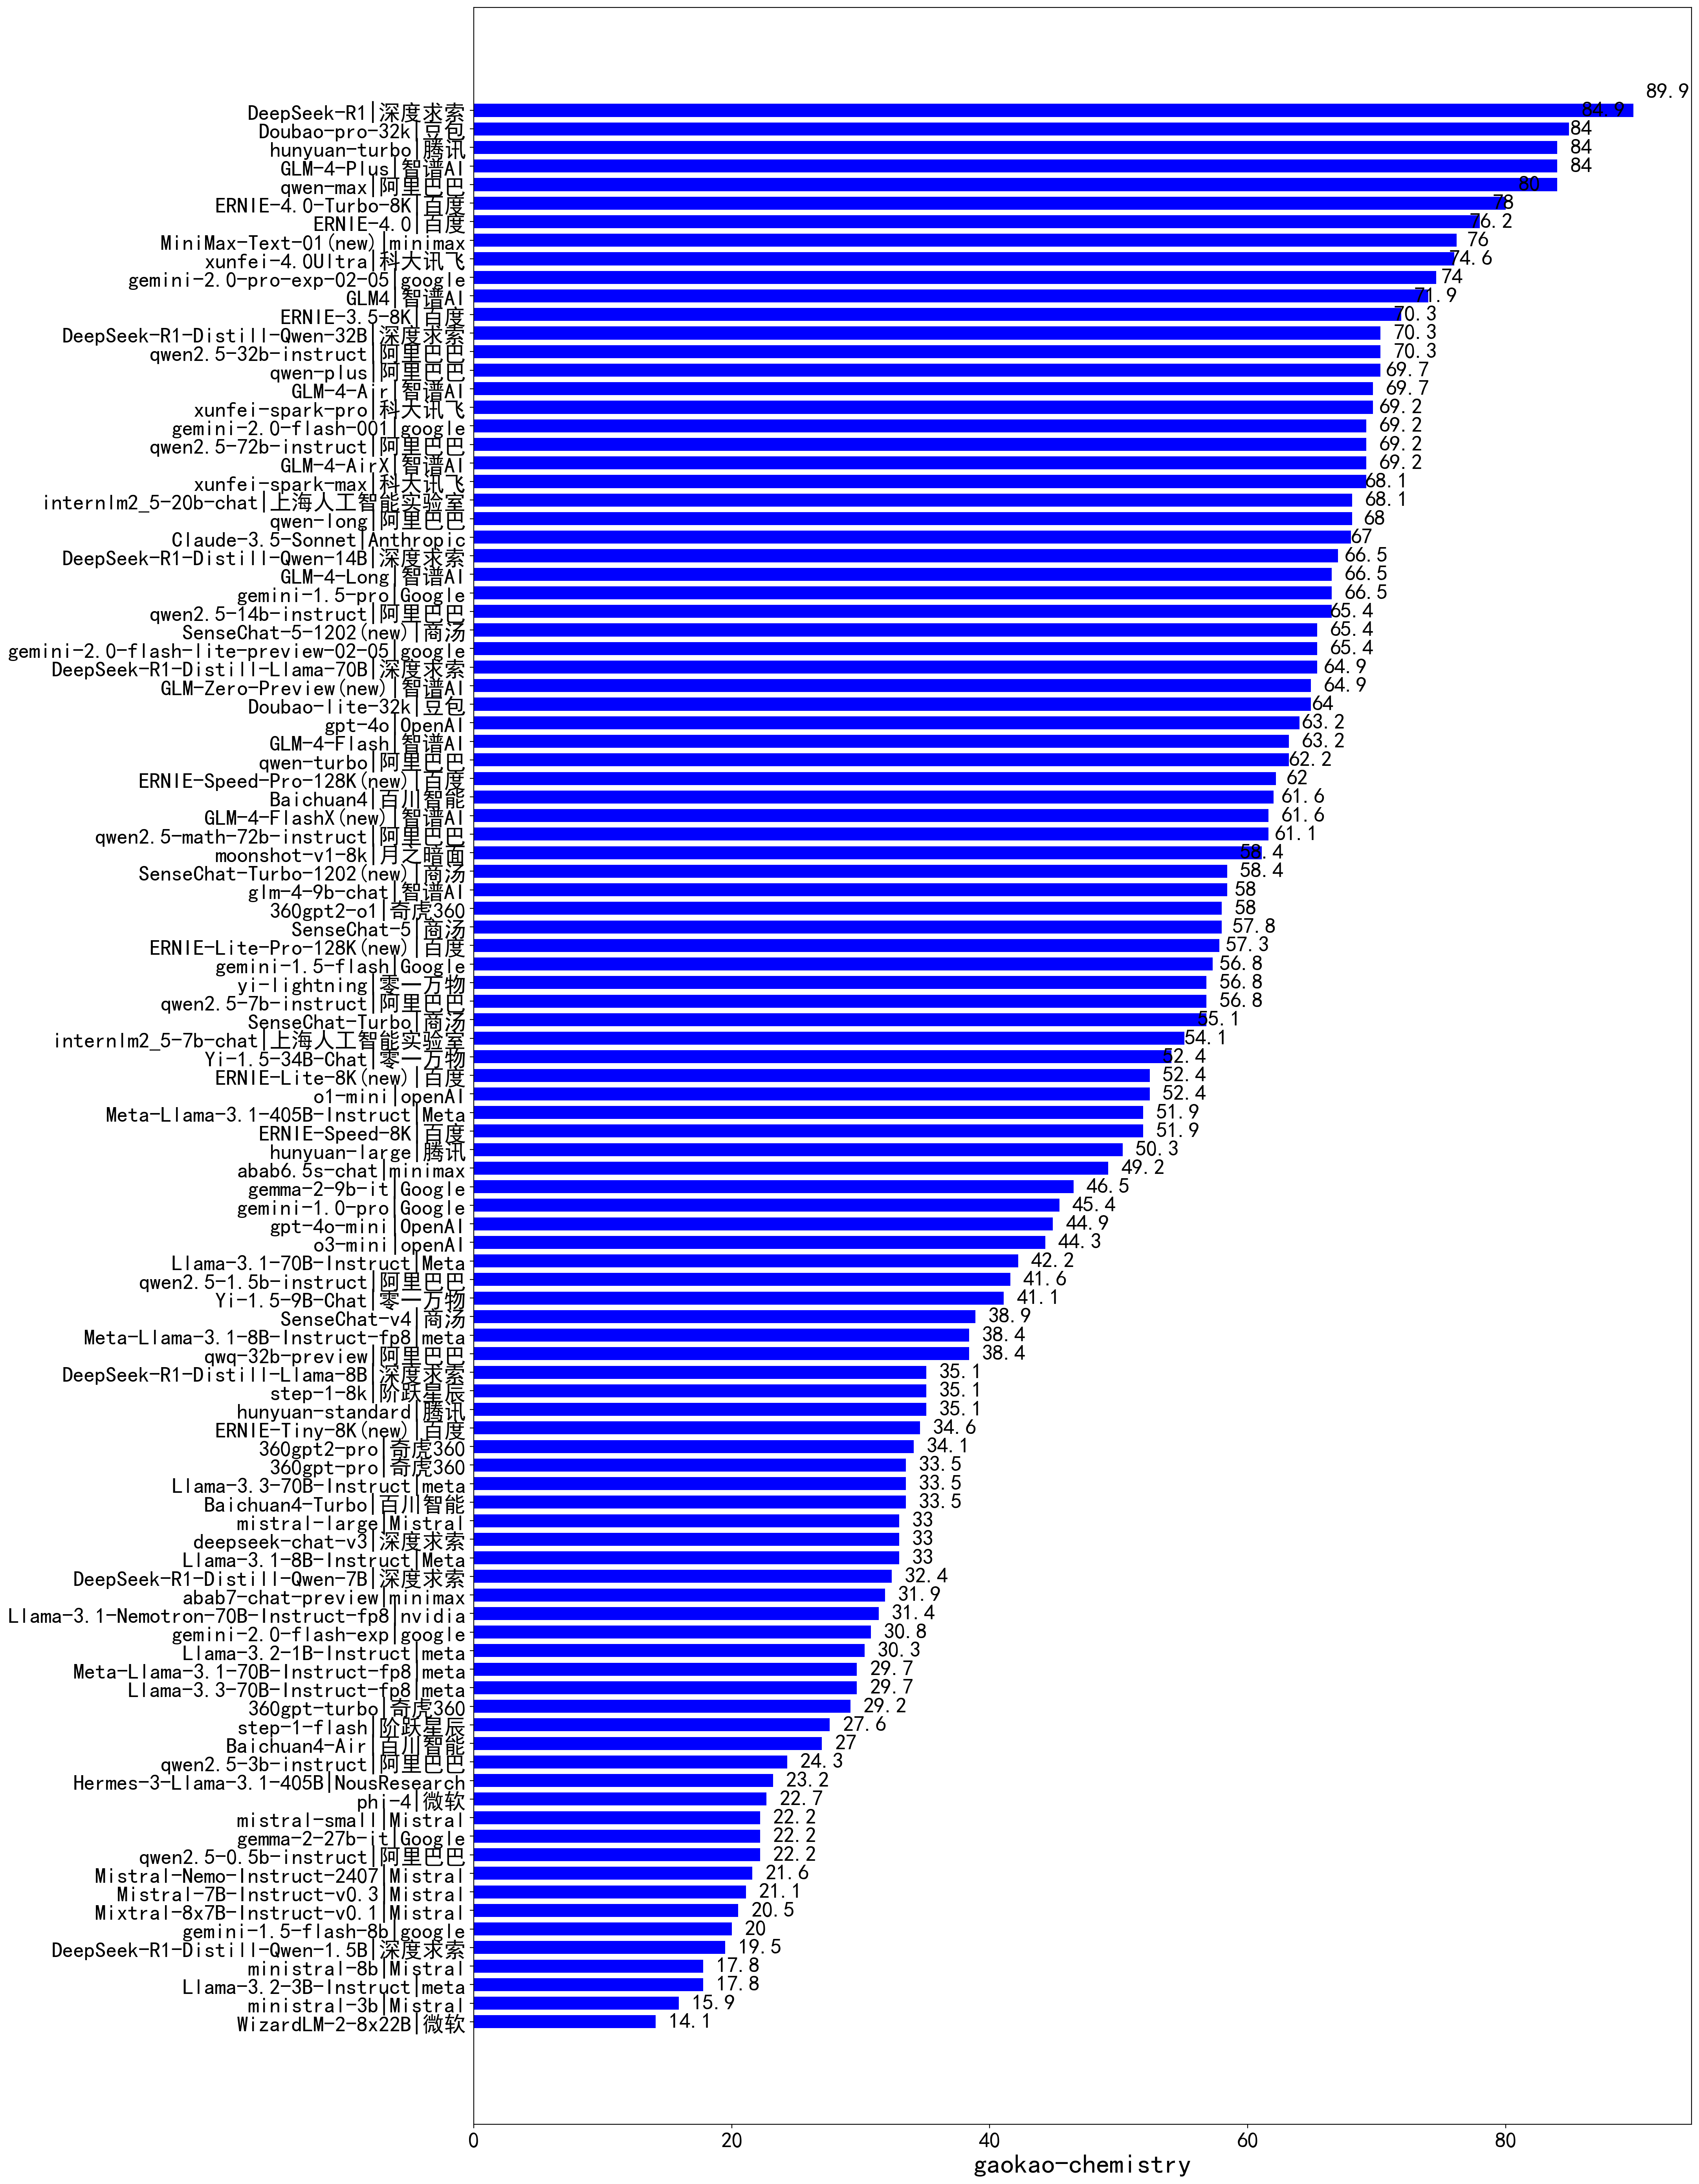 89.9
DeepSeek-R1|深度求索 84.9
Doubao-pro-32k|豆包 84
hunyuan-turbo|腾讯 84
GLM-4-Plus|智谱AI 84
qwen-max|阿里巴巴 80
ERNIE-4.0-Turbo-8K|百度 78
ERNIE-4.0|百度 76.2
MiniMax-Text-01(new)|minimax 76
xunfei-4.0Ultra|科大讯飞 74.6
gemini-2.0-pro-exp-02-05|google 74
GLM4|智谱AI 71.9
ERNIE-3.5-8K|百度 70.3
DeepSeek-R1-Distill-Qwen-32B|深度求索 70.3
qwen2.5-32b-instruct|阿里巴巴 70.3
qwen-plus|阿里巴巴 69.7
GLM-4-Air|智谱AI 69.7
xunfei-spark-pro|科大讯飞 69.2
gemini-2.0-flash-001|google 69.2
qwen2.5-72b-instruct|阿里巴巴 69.2
GLM-4-AirX|智谱AI 69.2
xunfei-spark-max|科大讯飞 68.1
internlm2_5-20b-chat|上海人工智能实验室 68.1
qwen-long|阿里巴巴 68
Claude-3.5-Sonnet|Anthropic 67
DeepSeek-R1-Distill-Qwen-14B|深度求索 66.5
GLM-4-Long|智谱AI 66.5
gemini-1.5-pro|Google 66.5
qwen2.5-14b-instruct|阿里巴巴 65.4
SenseChat-5-1202(new)|商汤 65.4
gemini-2.0-flash-lite-preview-02-05|google 65.4
DeepSeek-R1-Distill-Llama-70B|深度求索 64.9
GLM-Zero-Preview(new)|智谱AI 64.9
Doubao-lite-32k|豆包 64
gpt-4o|OpenAI 63.2
GLM-4-Flash|智谱AI 63.2
qwen-turbo|阿里巴巴 62.2
ERNIE-Speed-Pro-128K(new)|百度 62
Baichuan4|百川智能 61.6
GLM-4-FlashX(new)|智谱AI 61.6
qwen2.5-math-72b-instruct|阿里巴巴 61.1
moonshot-v1-8k|月之暗面 58.4
SenseChat-Turbo-1202(new)|商汤 58.4
glm-4-9b-chat|智谱AI 58
360gpt2-o1|奇虎360 58
SenseChat-5|商汤 57.8
ERNIE-Lite-Pro-128K(new)|百度 57.3
gemini-1.5-flash|Google 56.8
yi-lightning|零一万物 56.8
qwen2.5-7b-instruct|阿里巴巴 56.8
SenseChat-Turbo|商汤 55.1
internlm2_5-7b-chat|上海人工智能实验室 54.1
Yi-1.5-34B-Chat|零一万物 52.4
ERNIE-Lite-8K(new)|百度 52.4
o1-mini|openAI 52.4
Meta-Llama-3.1-405B-Instruct|Meta 51.9
ERNIE-Speed-8K|百度 51.9
hunyuan-large|腾讯 50.3
abab6.5s-chat|minimax 49.2
gemma-2-9b-it|Google 46.5
gemini-1.0-pro|Google 45.4
gpt-4o-mini|OpenAI 44.9
o3-mini|openAI 44.3
Llama-3.1-70B-Instruct|Meta 42.2
qwen2.5-1.5b-instruct|阿里巴巴 41.6
Yi-1.5-9B-Chat|零一万物 41.1
SenseChat-v4|商汤 38.9
Meta-Llama-3.1-8B-Instruct-fp8|meta 38.4
qwq-32b-preview|阿里巴巴 38.4
DeepSeek-R1-Distill-Llama-8B|深度求索 35.1
step-1-8k|阶跃星辰 35.1
hunyuan-standard|腾讯 35.1
ERNIE-Tiny-8K(new)|百度 34.6
360gpt2-pro|奇虎360 34.1
360gpt-pro|奇虎360 33.5
Llama-3.3-70B-Instruct|meta 33.5
Baichuan4-Turbo|百川智能 33.5
mistral-large|Mistral 33
deepseek-chat-v3|深度求索 33
Llama-3.1-8B-Instruct|Meta 33
DeepSeek-R1-Distill-Qwen-7B|深度求索 32.4
abab7-chat-preview|minimax 31.9
Llama-3.1-Nemotron-70B-Instruct-fp8|nvidia 31.4
gemini-2.0-flash-exp|google 30.8
Llama-3.2-1B-Instruct|meta 30.3
Meta-Llama-3.1-70B-Instruct-fp8|meta 29.7
Llama-3.3-70B-Instruct-fp8|meta 29.7
360gpt-turbo|奇虎360 29.2
step-1-flash|阶跃星辰 27.6
Baichuan4-Air|百川智能 27
qwen2.5-3b-instruct|阿里巴巴 24.3
Hermes-3-Llama-3.1-405B|NousResearch 23.2
phi-4|微软 22.7
mistral-small|Mistral 22.2
gemma-2-27b-it|Google 22.2
qwen2.5-0.5b-instruct|阿里巴巴 22.2
Mistral-Nemo-Instruct-2407|Mistral 21.6
Mistral-7B-Instruct-v0.3|Mistral 21.1
Mixtral-8x7B-Instruct-v0.1|Mistral 20.5
gemini-1.5-flash-8b|google 20
DeepSeek-R1-Distill-Qwen-1.5B|深度求索 19.5
ministral-8b|Mistral 17.8
Llama-3.2-3B-Instruct|meta 17.8
ministral-3b|Mistral 15.9
WizardLM-2-8x22B|微软 14.1
0 20 40 60 80
gaokao-chemistry